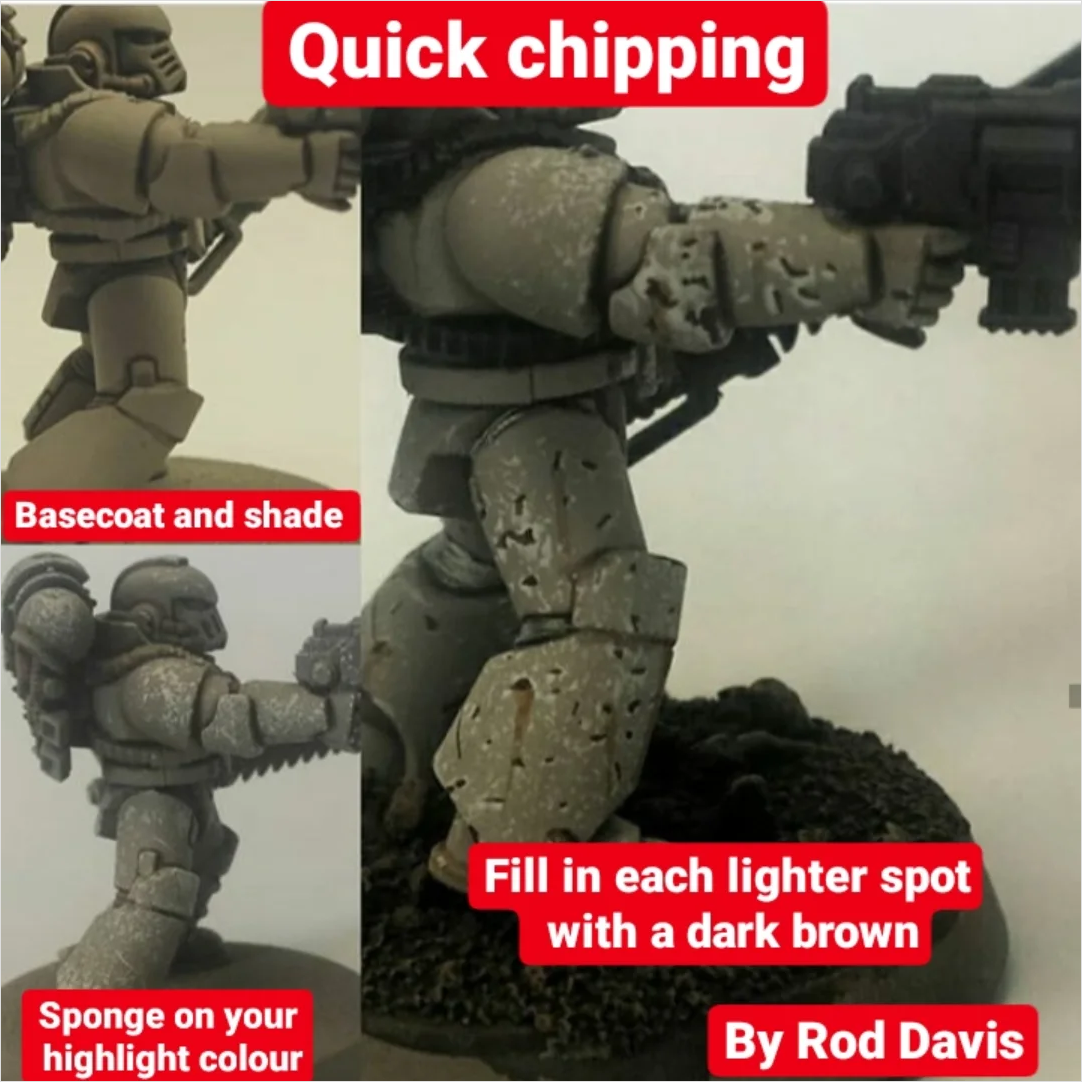 Quick chipping
Basecoat and shade
Sponge on your
highlight colour
Fill in each lighter spot
with a dark brown
By Rod Davis